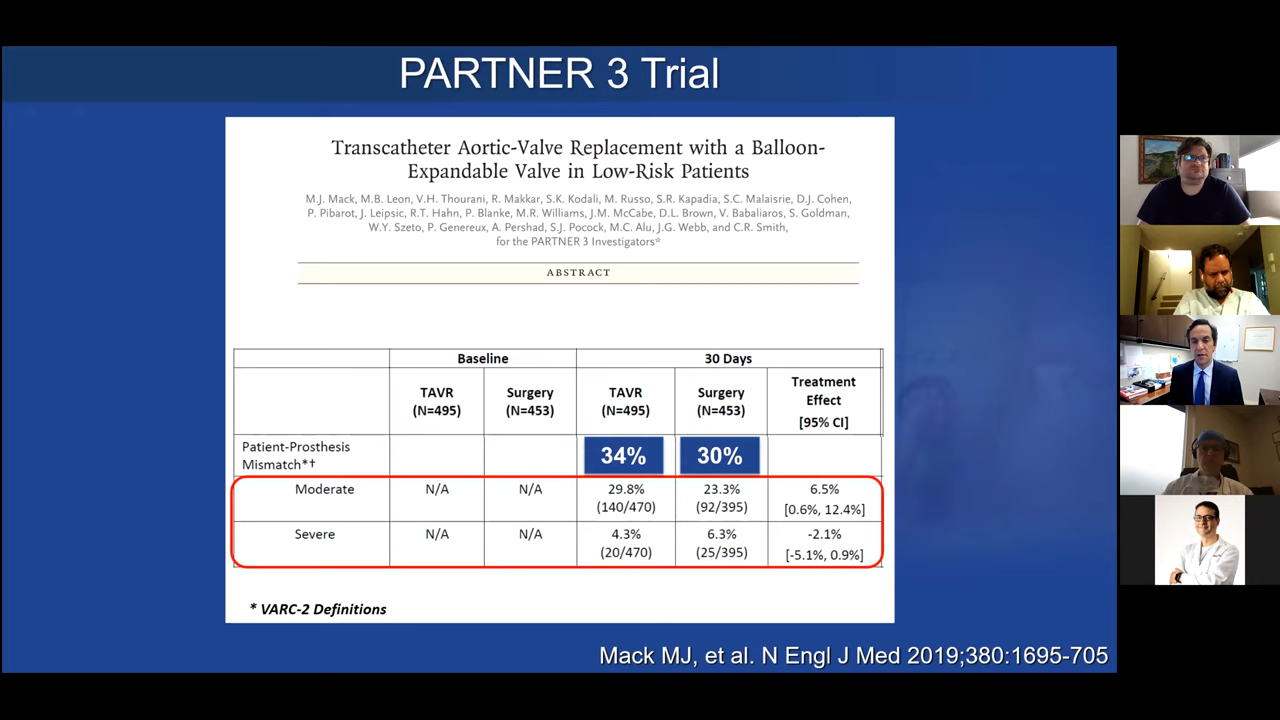 PARTNER 3 Trial
Transcatheter Aortic-Valve Replacement with a Balloon-
Expandable Valve in Low-Risk Patients
M.J. Mack, M.B. Leon, V.H. Thourani, R. Makkar, S.K. Kodali, M. Russo, S.R. Kapadia, S.C. Malaisrie, D.J. Cohen,
P. Pibarot, J. Leipsic, R.T. Hahn, P. Blanke, M.R. Williams, J.M. McCabe, D.L. Brown, V. Babaliaros, S. Goldman,
W.Y. Szeto, P. Genereux, A. Pershad, S.J. Pocock, M.C. Alu, J.G. Webb, and C.R. Smith,
for the PARTNER 3 Investigators*
ABSTRACT
Baseline 30 Days
TAVR Surgery TAVR Surgery Treatment
(N=495) (N=453) (N=495) (N=453) Effect
[95% CI]
Patient-Prosthesis
Mismatch*† 34% 30%
Moderate N/A N/A 29.8% 23.3% 6.5%
(140/470) (92/395) [0.6%, 12.4%]
Severe N/A N/A 4.3% 6.3% -2.1%
(20/470) (25/395) [-5.1%, 0.9%]
* VARC-2 Definitions
Mack MJ, et al. N Engl J Med 2019;380:1695-705